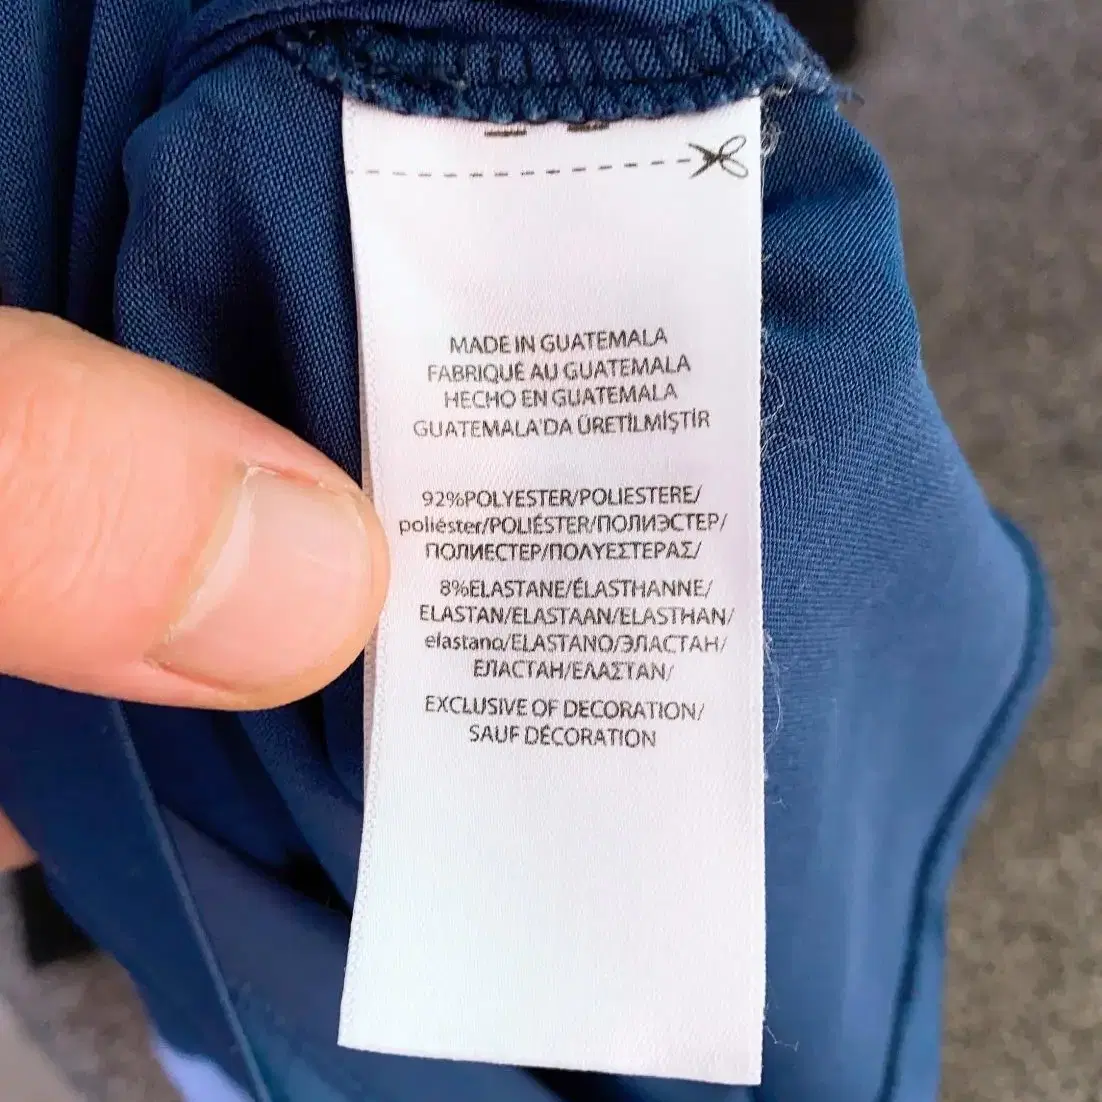 MADE IN GUATEMALA
FABRIQUÉ AU GUATEMALA
HECHO EN GUATEMALA
GUATEMALA'DA ÜRETİLMİŞTİR
92%POLYESTER/POLIESTERE/
poliéster/POLIÉSTER/ПОЛИЭСТЕР/
ПОЛИЕСТЕР/ΠΟΛΥΕΣΤΕΡΑΣ/
8%ELASTANE/ÉLASTHANNE/
ELASTAN/ELASTAAN/ELASTHAN/
elastano/ELASTANO/ЭЛАСТАН/
ЕЛАСТАН/ΕΛΑΣΤΑΝ/
EXCLUSIVE OF DECORATION/
SAUF DÉCORATION